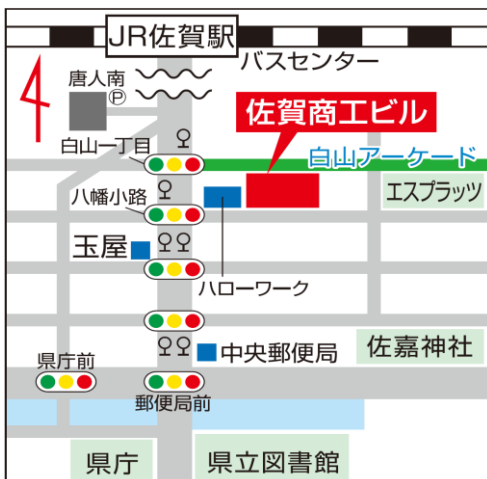 JR佐賀駅
バスセンター
唐人南
P
佐賀商工ビル
白山一丁目
白山アーケード
エスプラッツ
八幡小路
玉屋
ハローワーク
中央郵便局
佐嘉神社
県庁前
郵便局前
県庁
県立図書館